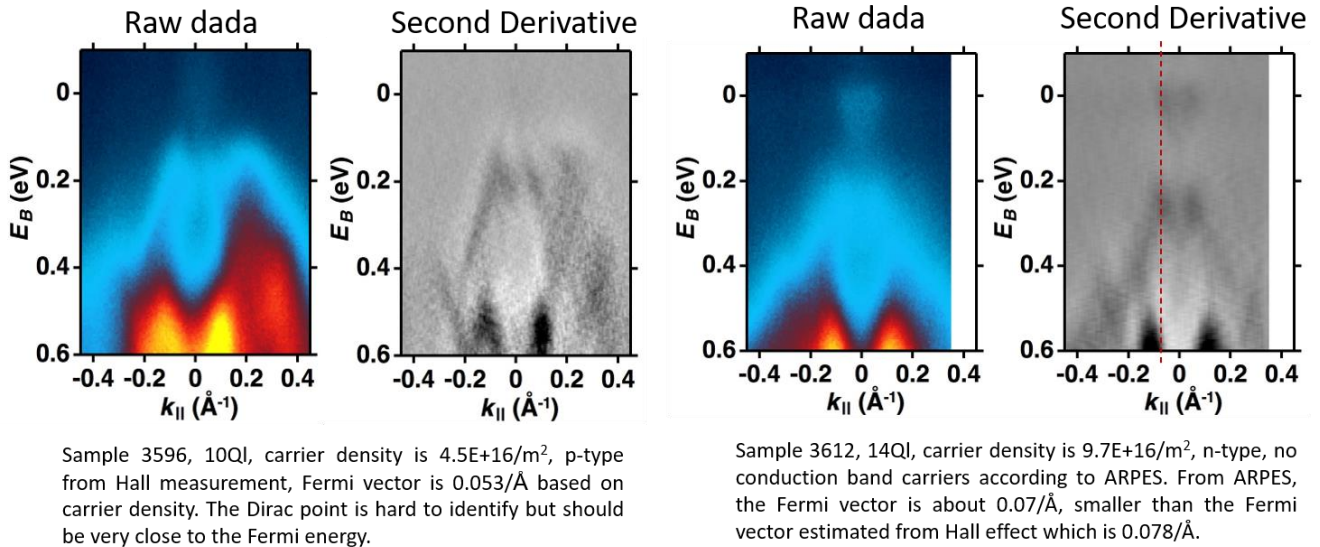 Raw dada
Second Derivative
Raw dada
Second Derivative
0
0.2
0.4
0.6
E_B (eV)
-0.4 -0.2 0 0.2 0.4
k_II (Å⁻¹)
0
0.2
0.4
0.6
E_B (eV)
-0.4 -0.2 0 0.2 0.4
k_II (Å⁻¹)
0
0.2
0.4
0.6
E_B (eV)
-0.4 -0.2 0 0.2 0.4
k_II (Å⁻¹)
0
0.2
0.4
0.6
E_B (eV)
-0.4 -0.2 0 0.2 0.4
k_II (Å⁻¹)
Sample 3596, 10Ql, carrier density is 4.5E+16/m², p-type
from Hall measurement, Fermi vector is 0.053/Å based on
carrier density. The Dirac point is hard to identify but should
be very close to the Fermi energy.
Sample 3612, 14Ql, carrier density is 9.7E+16/m², n-type, no
conduction band carriers according to ARPES. From ARPES,
the Fermi vector is about 0.07/Å, smaller than the Fermi
vector estimated from Hall effect which is 0.078/Å.